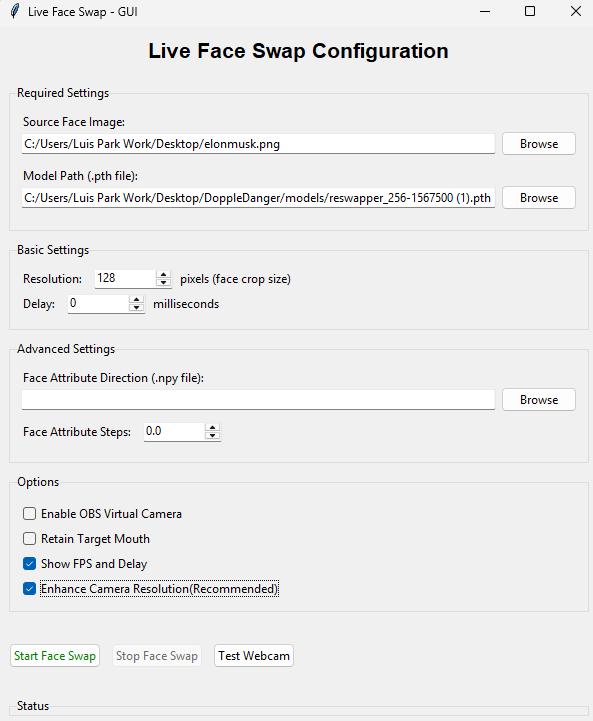 Live Face Swap - GUI
Live Face Swap Configuration
Required Settings
Source Face Image:
C:/Users/Luis Park Work/Desktop/elonmusk.png
Browse
Model Path (.pth file):
C:/Users/Luis Park Work/Desktop/DoppleDanger/models/reswapper_256-1567500 (1).pth
Browse
Basic Settings
Resolution: 128 pixels (face crop size)
Delay: 0 milliseconds
Advanced Settings
Face Attribute Direction (.npy file):
Browse
Face Attribute Steps: 0.0
Options
Enable OBS Virtual Camera
Retain Target Mouth
Show FPS and Delay
Enhance Camera Resolution(Recommended)
Start Face Swap Stop Face Swap Test Webcam
Status